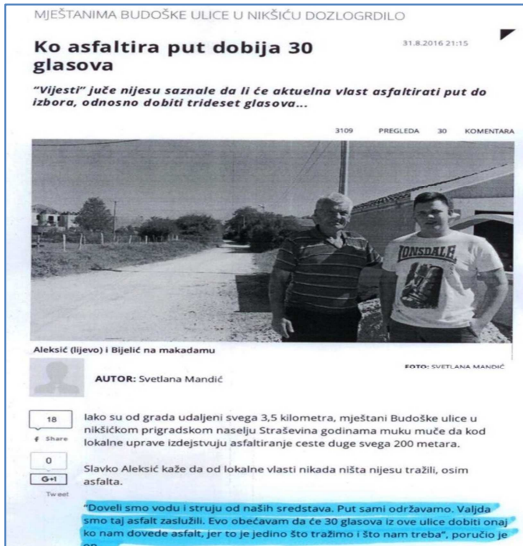 MJEŠTANIMA BUDOŠKE ULICE U NIKŠIĆU DOZLOGRDILO
Ko asfaltira put dobija 30
glasova
31.8.2016 21:15
"Vijesti" juče nijesu saznale da li će aktuelna vlast asfaltirati put do
izbora, odnosno dobiti trideset glasova...
3109 PREGLEDA 30 KOMENTARA
LONSDALE
Aleksić (lijevo) i Bijelić na makadamu
FOTO: SVETLANA MANDIĆ
AUTOR: Svetlana Mandić
18
Share
0
G+1
Tweet
Iako su od grada udaljeni svega 3,5 kilometra, mještani Budoške ulice u
nikšićkom prigradskom naselju Straševina godinama muku muče da kod
lokalne uprave izdejstvuju asfaltiranje ceste duge svega 200 metara.
Slavko Aleksić kaže da od lokalne vlasti nikada ništa nijesu tražili, osim
asfalta.
"Doveli smo vodu i struju od naših sredstava. Put sami održavamo. Valjda
smo taj asfalt zaslužili. Evo obećavam da će 30 glasova iz ove ulice dobiti onaj
ko nam dovede asfalt, jer to je jedino što tražimo i što nam treba", poručio je
on